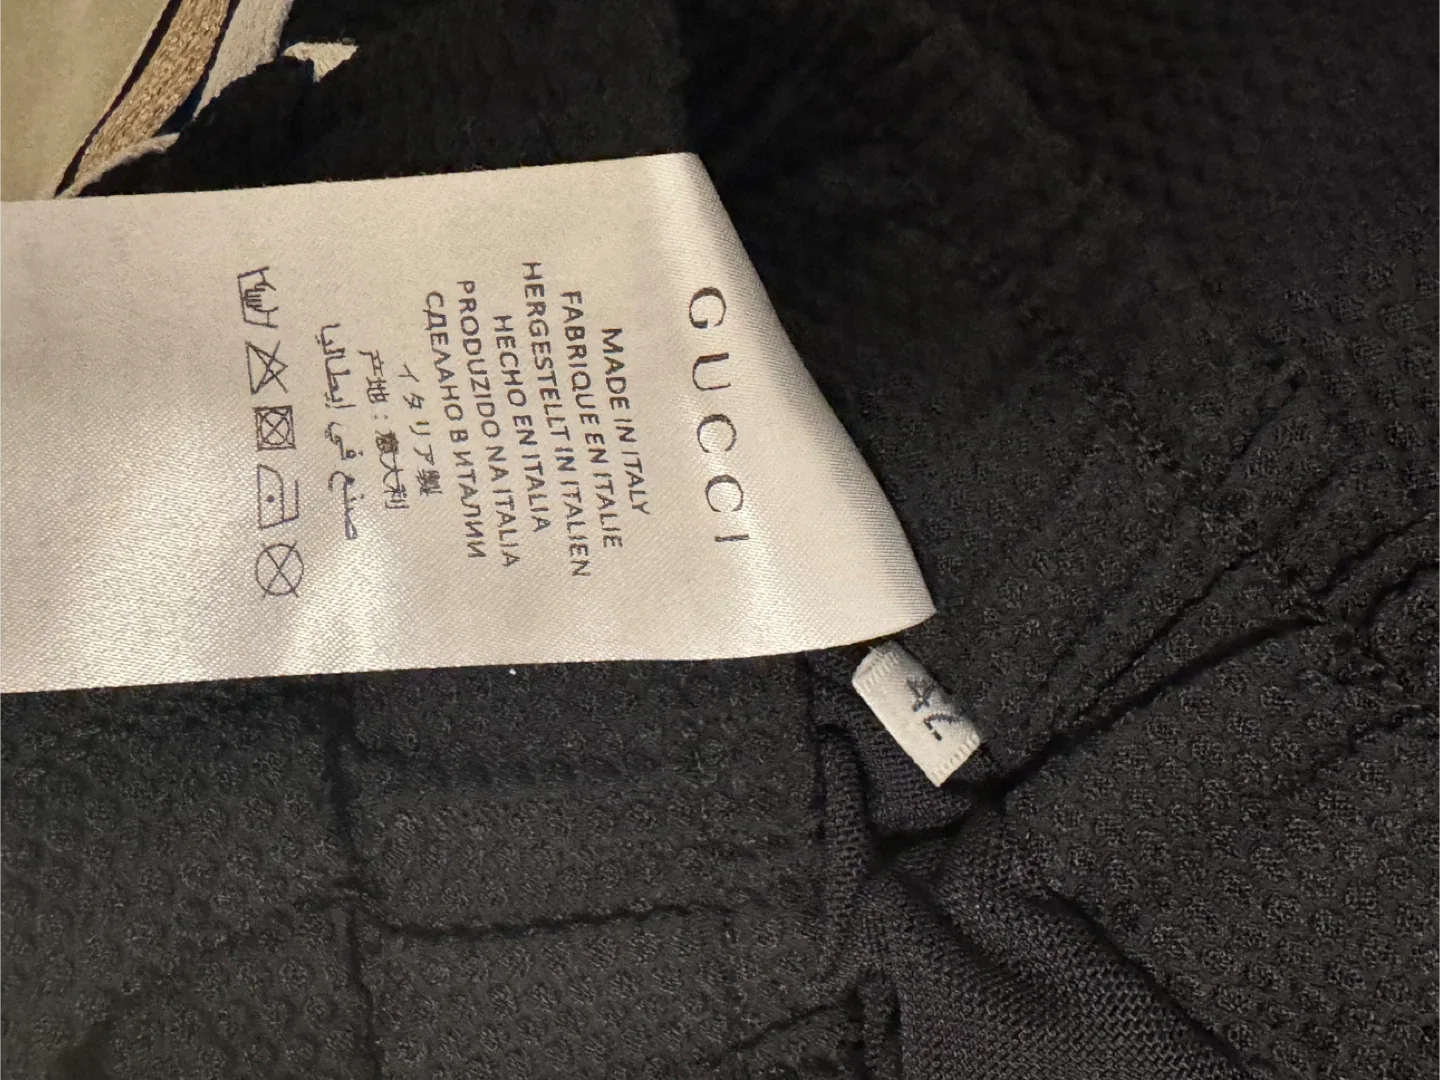 GUCCI
MADE IN ITALY
FABRIQUE EN ITALIE
HERGESTELLT IN ITALIEN
HECHO EN ITALIA
PRODUZIDO NA ITALIA
СДЕЛАНО В ИТАЛИИ
イタリア製
产地：意大利
صنع في إيطاليا
42